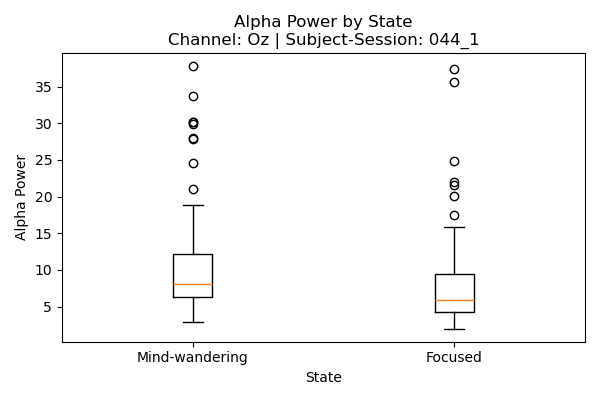 Alpha Power by State
Channel: Oz | Subject-Session: 044_1
Alpha Power
35
30
25
20
15
10
5
Mind-wandering
Focused
State